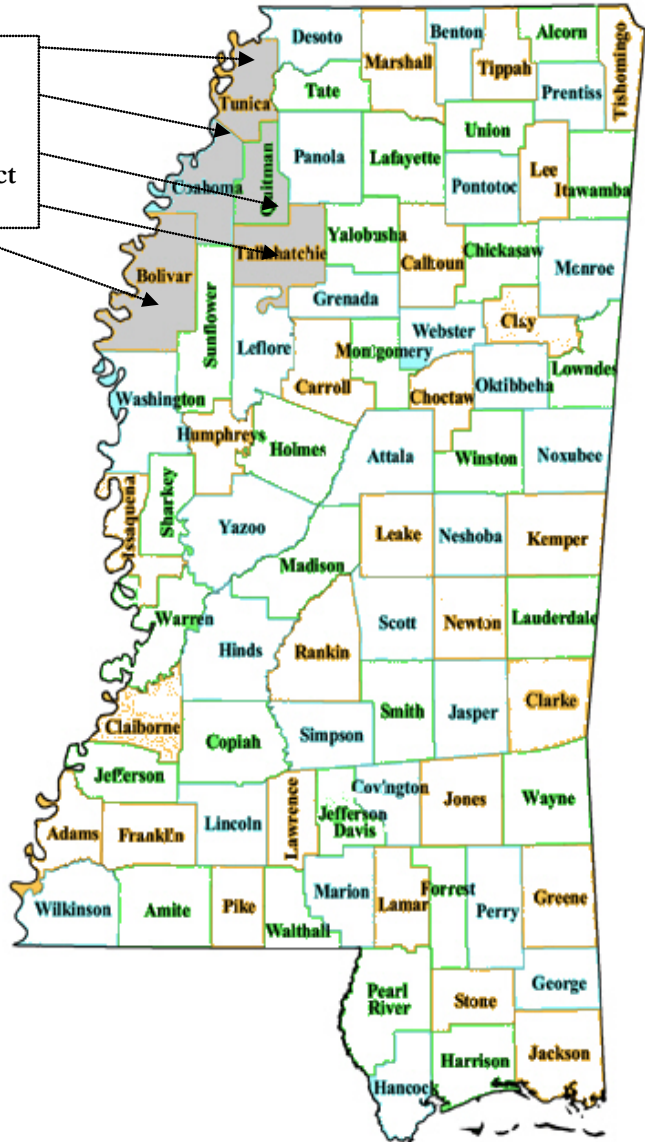 ct
Desoto
Benton
Alcorn
Tishomingo
Marshall
Tippah
Tunica
Tate
Prentiss
Union
Quitman
Panola
Lafayette
Lee
Pontotoc
Coahoma
Itawamba
Yalobusha
Tallahatchie
Chickasaw
Calhoun
Monroe
Bolivar
Grenada
Clay
Sunflower
Webster
Leflore
Montgomery
Lowndes
Carroll
Oktibbeha
Choctaw
Washington
Humphreys
Holmes
Attala
Winston
Noxubee
Issaquena
Sharkey
Yazoo
Leake
Neshoba
Kemper
Madison
Warren
Scott
Newton
Lauderdale
Hinds
Rankin
Clarke
Smith
Jasper
Claiborne
Copiah
Simpson
Jefferson
Covington
Jones
Wayne
Lawrence
Jefferson
Davis
Lincoln
Adams
Franklin
Forrest
Greene
Marion
Lamar
Pike
Perry
Wilkinson
Amite
Walthall
George
Pearl
River
Stone
Jackson
Harrison
Hancock